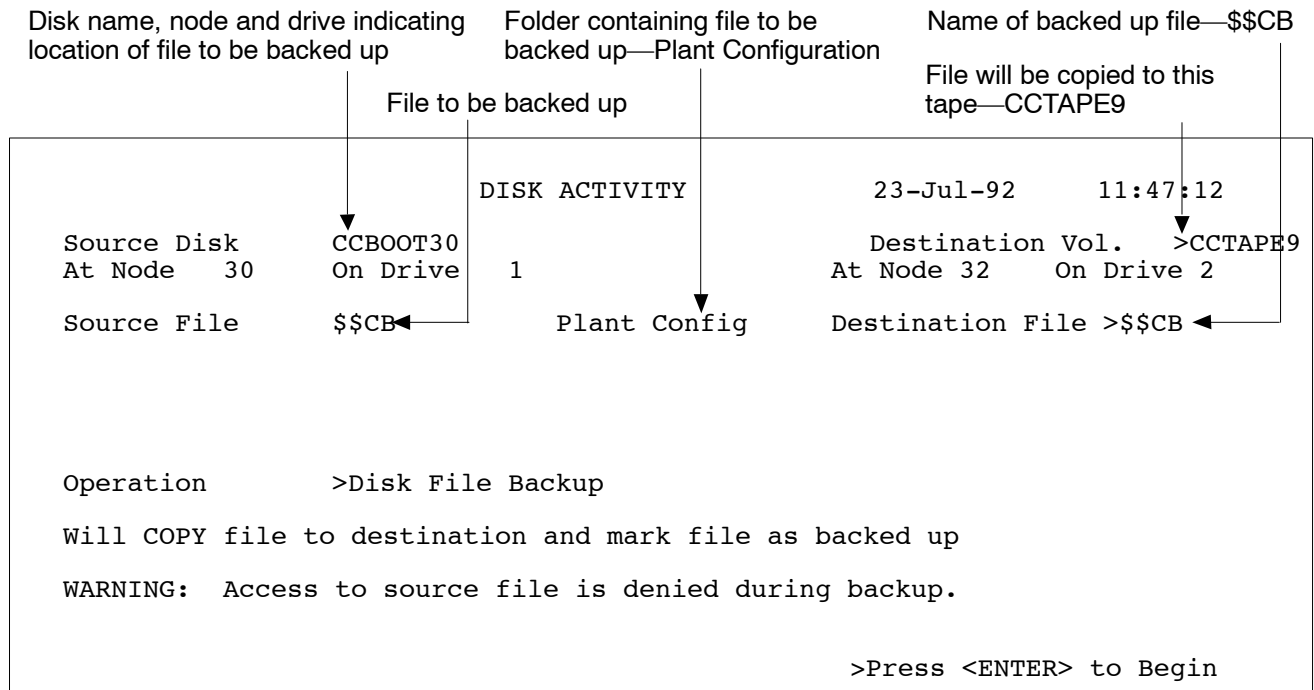 Disk name, node and drive indicating
location of file to be backed up
Folder containing file to be
backed up—Plant Configuration
Name of backed up file—$$CB
File will be copied to this
tape—CCTAPE9
File to be backed up
DISK ACTIVITY 23-Jul-92 11:47:12
Source Disk CCBOOT30 Destination Vol. >CCTAPE9
At Node 30 On Drive 1 At Node 32 On Drive 2
Source File $$CB Plant Config Destination File >$$CB
Operation >Disk File Backup
Will COPY file to destination and mark file as backed up
WARNING: Access to source file is denied during backup.
>Press <ENTER> to Begin